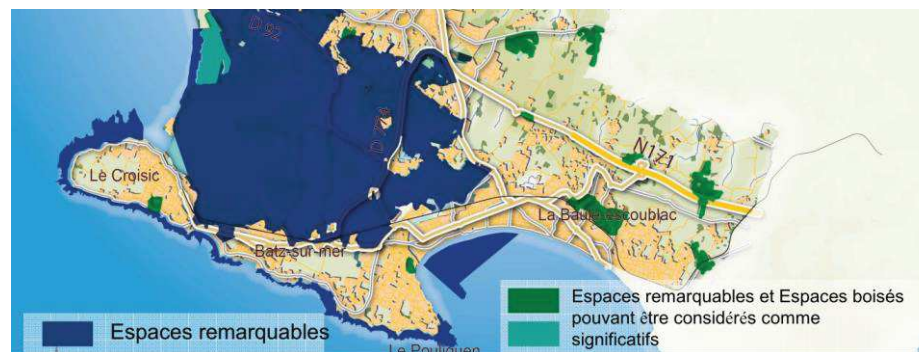 D 92
D 774
N171
Le Croisic
La Baule-escoublac
Batz-sur-mer
Espaces remarquables
Le Pouliguen
Espaces remarquables et Espaces boisés
pouvant être considérés comme
significatifs